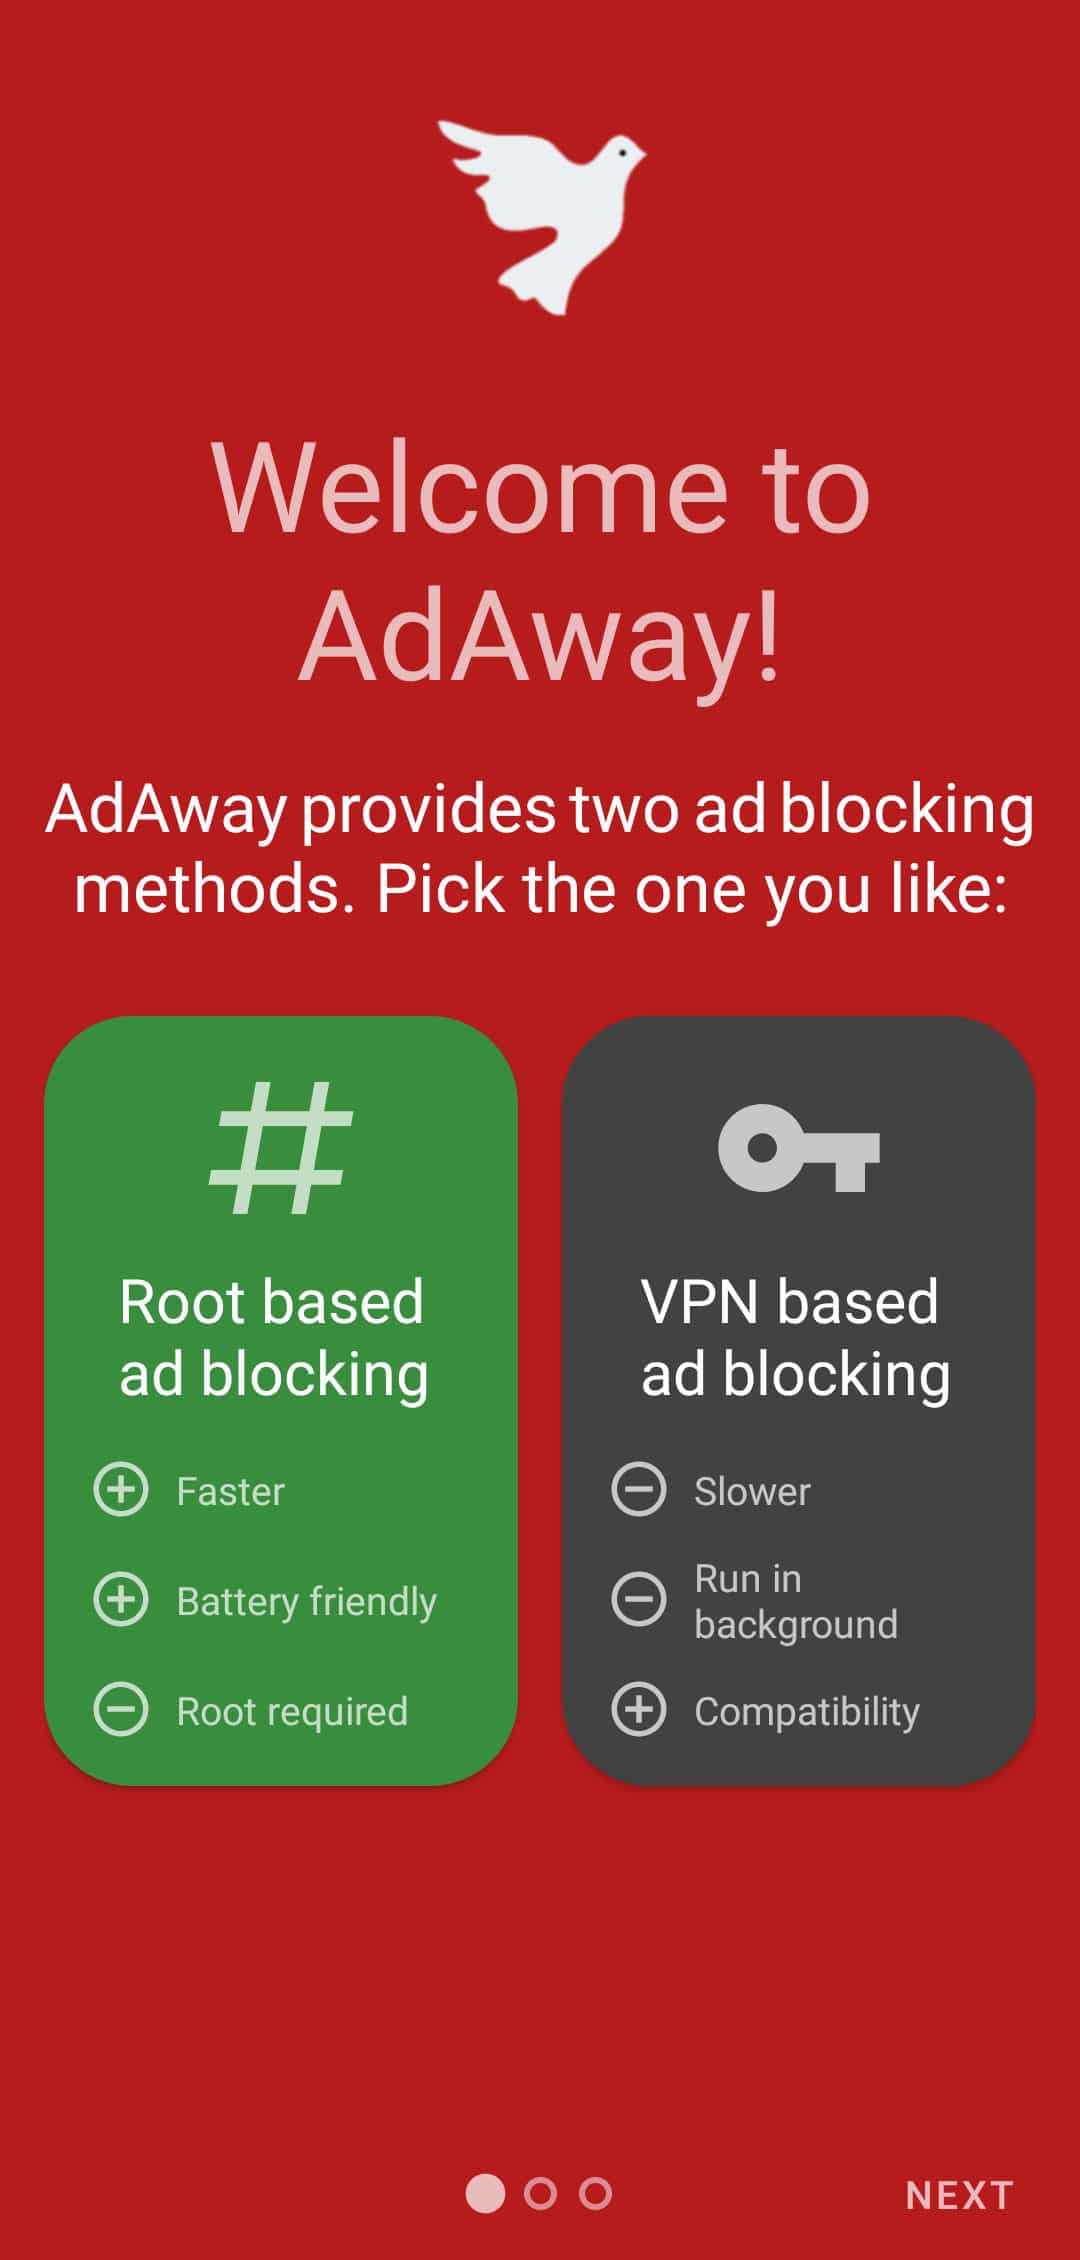 Welcome to
AdAway!
AdAway provides two ad blocking
methods. Pick the one you like:
Root based
ad blocking
Faster
Battery friendly
Root required
VPN based
ad blocking
Slower
Run in
background
Compatibility
NEXT